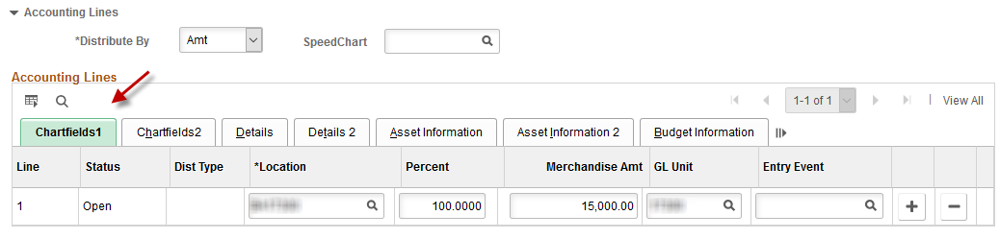 Accounting Lines
*Distribute By Amt SpeedChart
Accounting Lines
1-1 of 1 View All
Chartfields1 Chartfields2 Details Details 2 Asset Information Asset Information 2 Budget Information
Line Status Dist Type *Location Percent Merchandise Amt GL Unit Entry Event
1 Open 100.0000 15,000.00